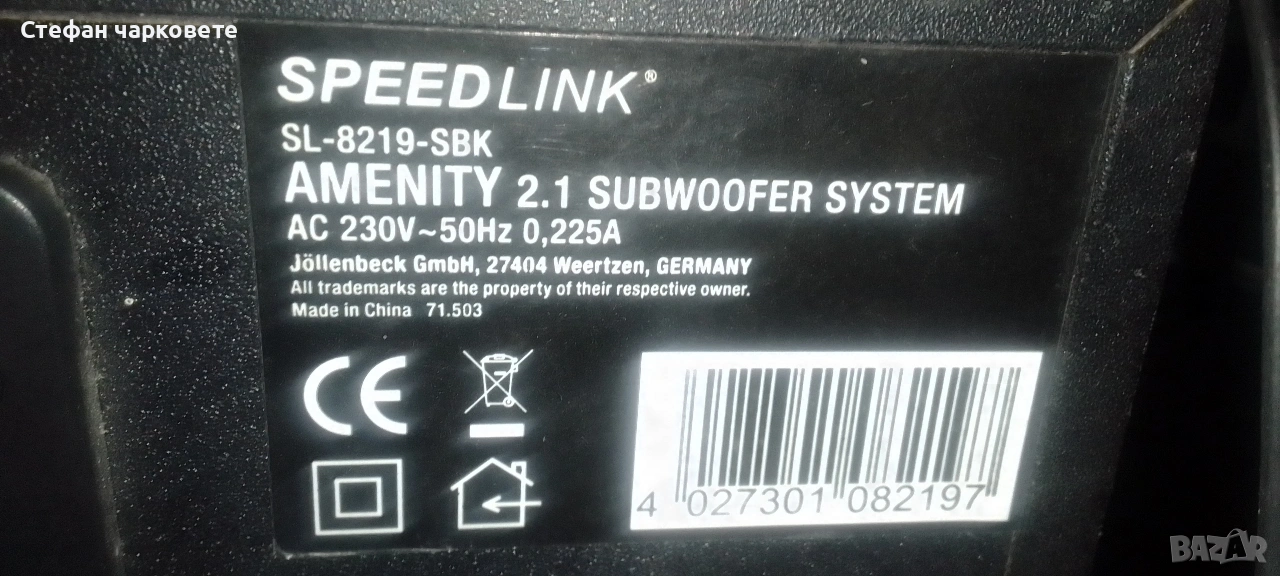 Стефан чарковете
SPEEDLINK®
SL-8219-SBK
AMENITY 2.1 SUBWOOFER SYSTEM
AC 230V~50Hz 0,225A
Jöllenbeck GmbH, 27404 Weertzen, GERMANY
All trademarks are the property of their respective owner.
Made in China 71.503
CE
4 027301 082197
BAZAR